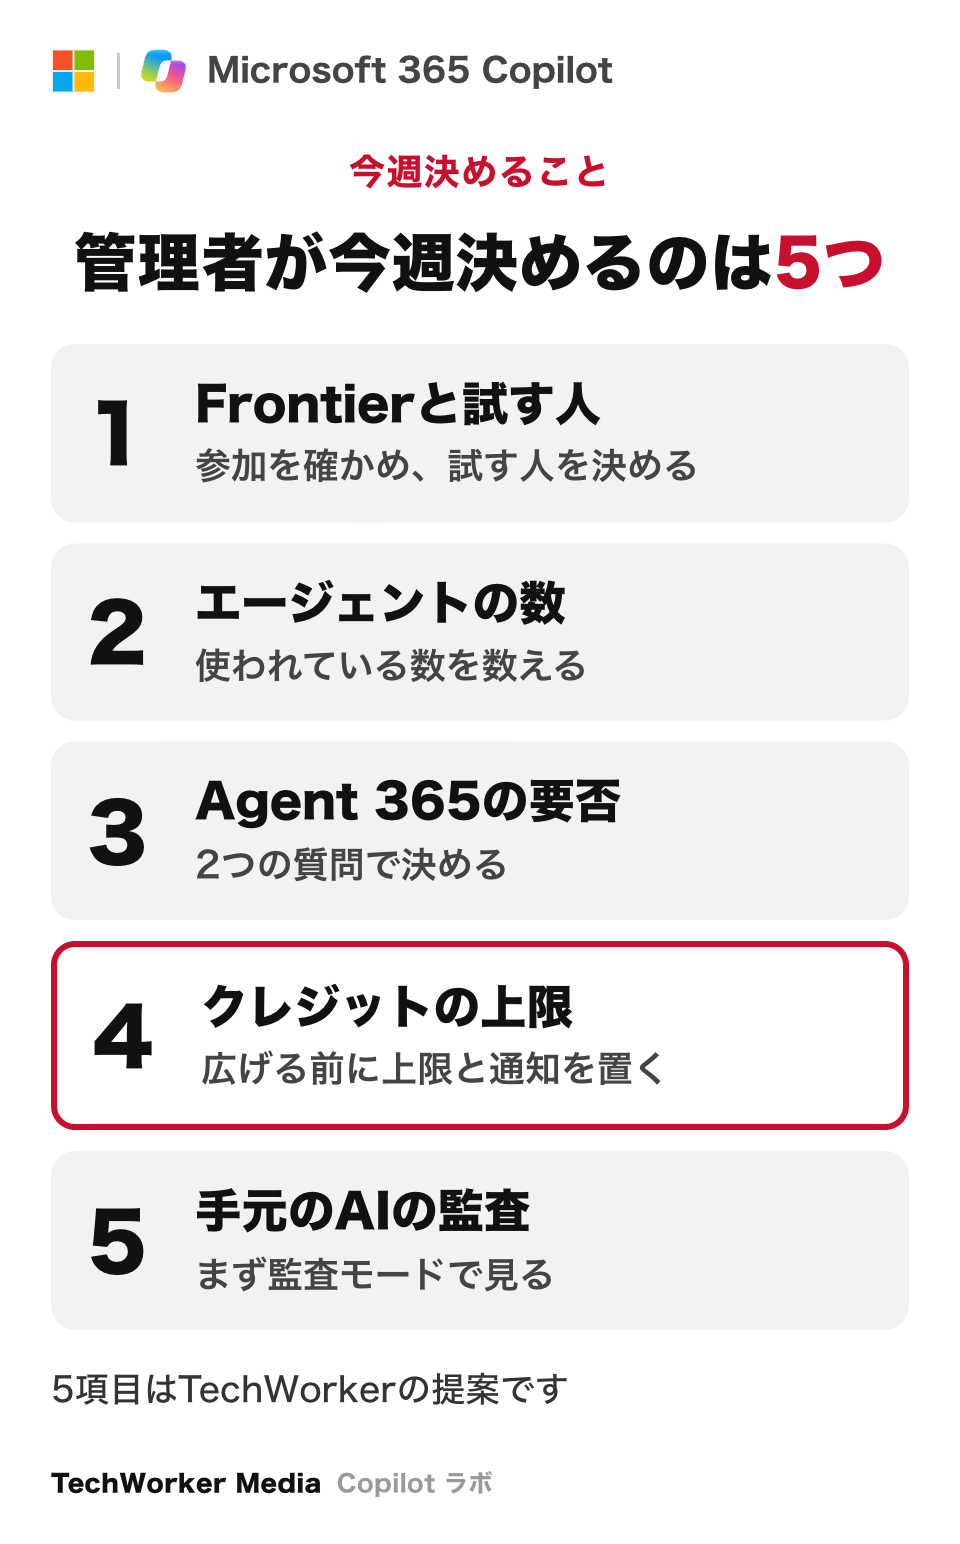 Microsoft 365 Copilot
今週決めること
管理者が今週決めるのは5つ
1
Frontierと試す人
参加を確かめ、試す人を決める
2
エージェントの数
使われている数を数える
3
Agent 365の要否
2つの質問で決める
4
クレジットの上限
広げる前に上限と通知を置く
5
手元のAIの監査
まず監査モードで見る
5項目はTechWorkerの提案です
TechWorker Media Copilot ラボ